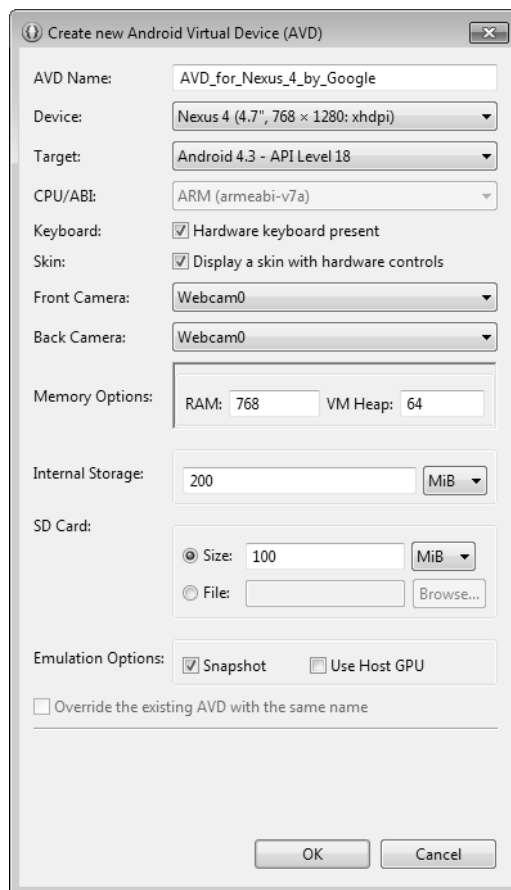 Create new Android Virtual Device (AVD)
AVD Name: AVD_for_Nexus_4_by_Google
Device: Nexus 4 (4.7", 768 × 1280: xhdpi)
Target: Android 4.3 - API Level 18
CPU/ABI: ARM (armeabi-v7a)
Keyboard: Hardware keyboard present
Skin: Display a skin with hardware controls
Front Camera: Webcam0
Back Camera: Webcam0
Memory Options: RAM: 768 VM Heap: 64
Internal Storage: 200 MiB
SD Card:
Size: 100 MiB
File: Browse...
Emulation Options: Snapshot Use Host GPU
Override the existing AVD with the same name
OK Cancel